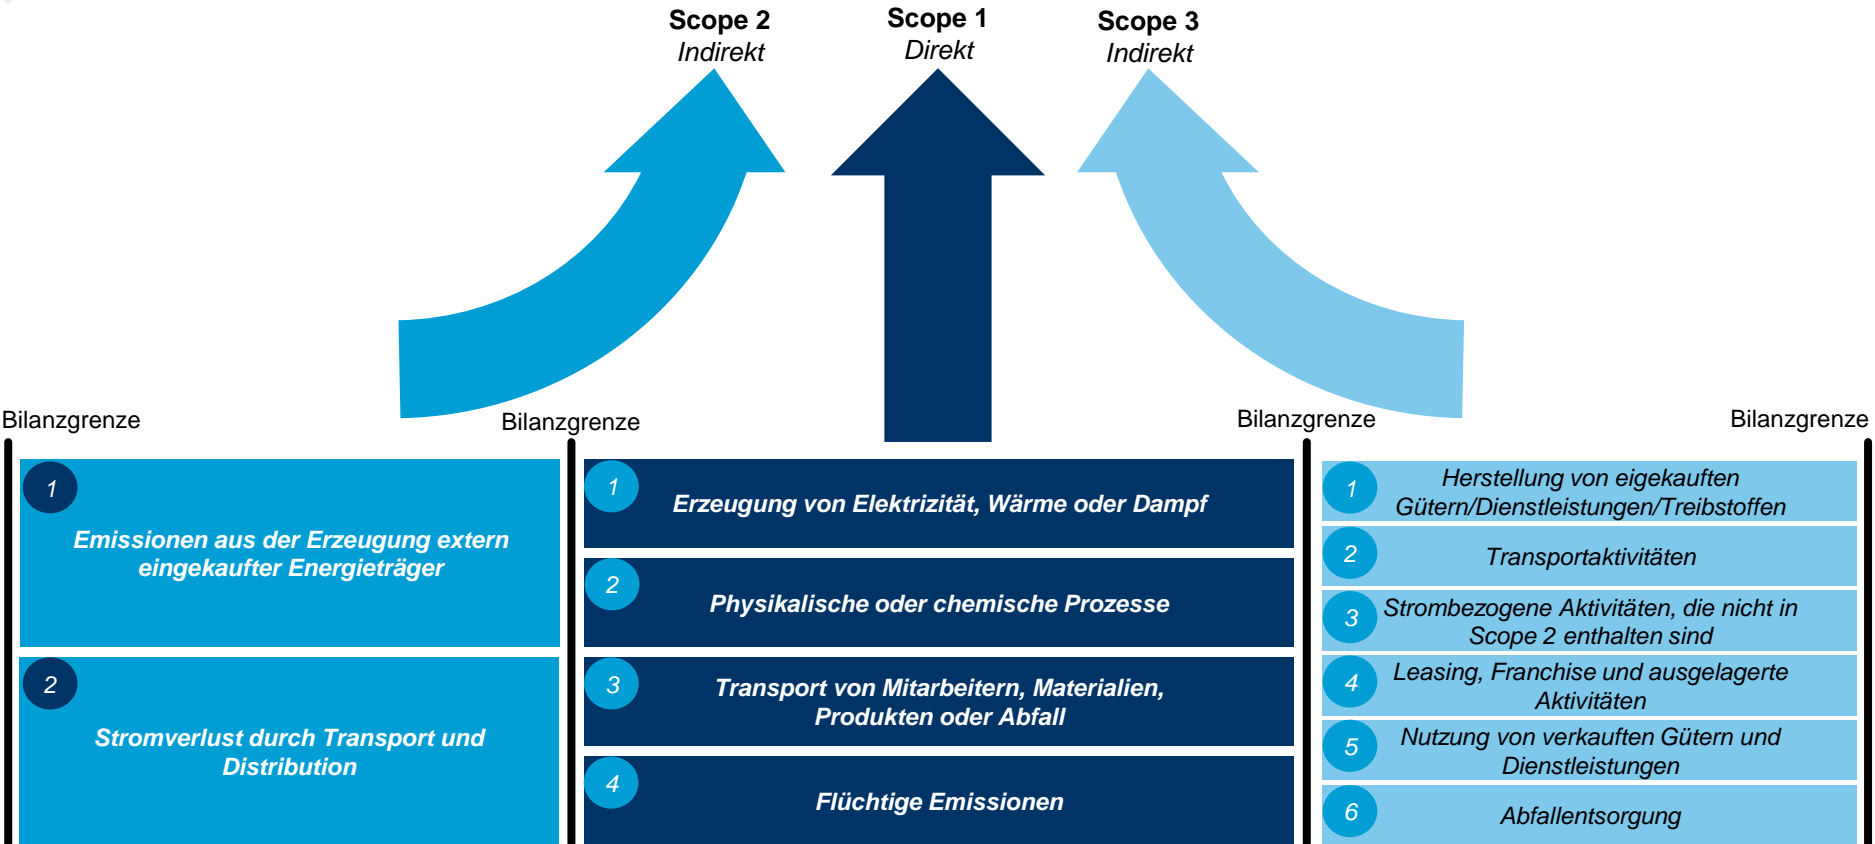 Scope 2
Indirekt
Scope 1
Direkt
Scope 3
Indirekt
Bilanzgrenze
Bilanzgrenze
Bilanzgrenze
Bilanzgrenze
1
Emissionen aus der Erzeugung extern
eingekaufter Energieträger
2
Stromverlust durch Transport und
Distribution
1
Erzeugung von Elektrizität, Wärme oder Dampf
2
Physikalische oder chemische Prozesse
3
Transport von Mitarbeitern, Materialien,
Produkten oder Abfall
4
Flüchtige Emissionen
1
Herstellung von eigekauften
Gütern/Dienstleistungen/Treibstoffen
2
Transportaktivitäten
3
Strombezogene Aktivitäten, die nicht in
Scope 2 enthalten sind
4
Leasing, Franchise und ausgelagerte
Aktivitäten
5
Nutzung von verkauften Gütern und
Dienstleistungen
6
Abfallentsorgung